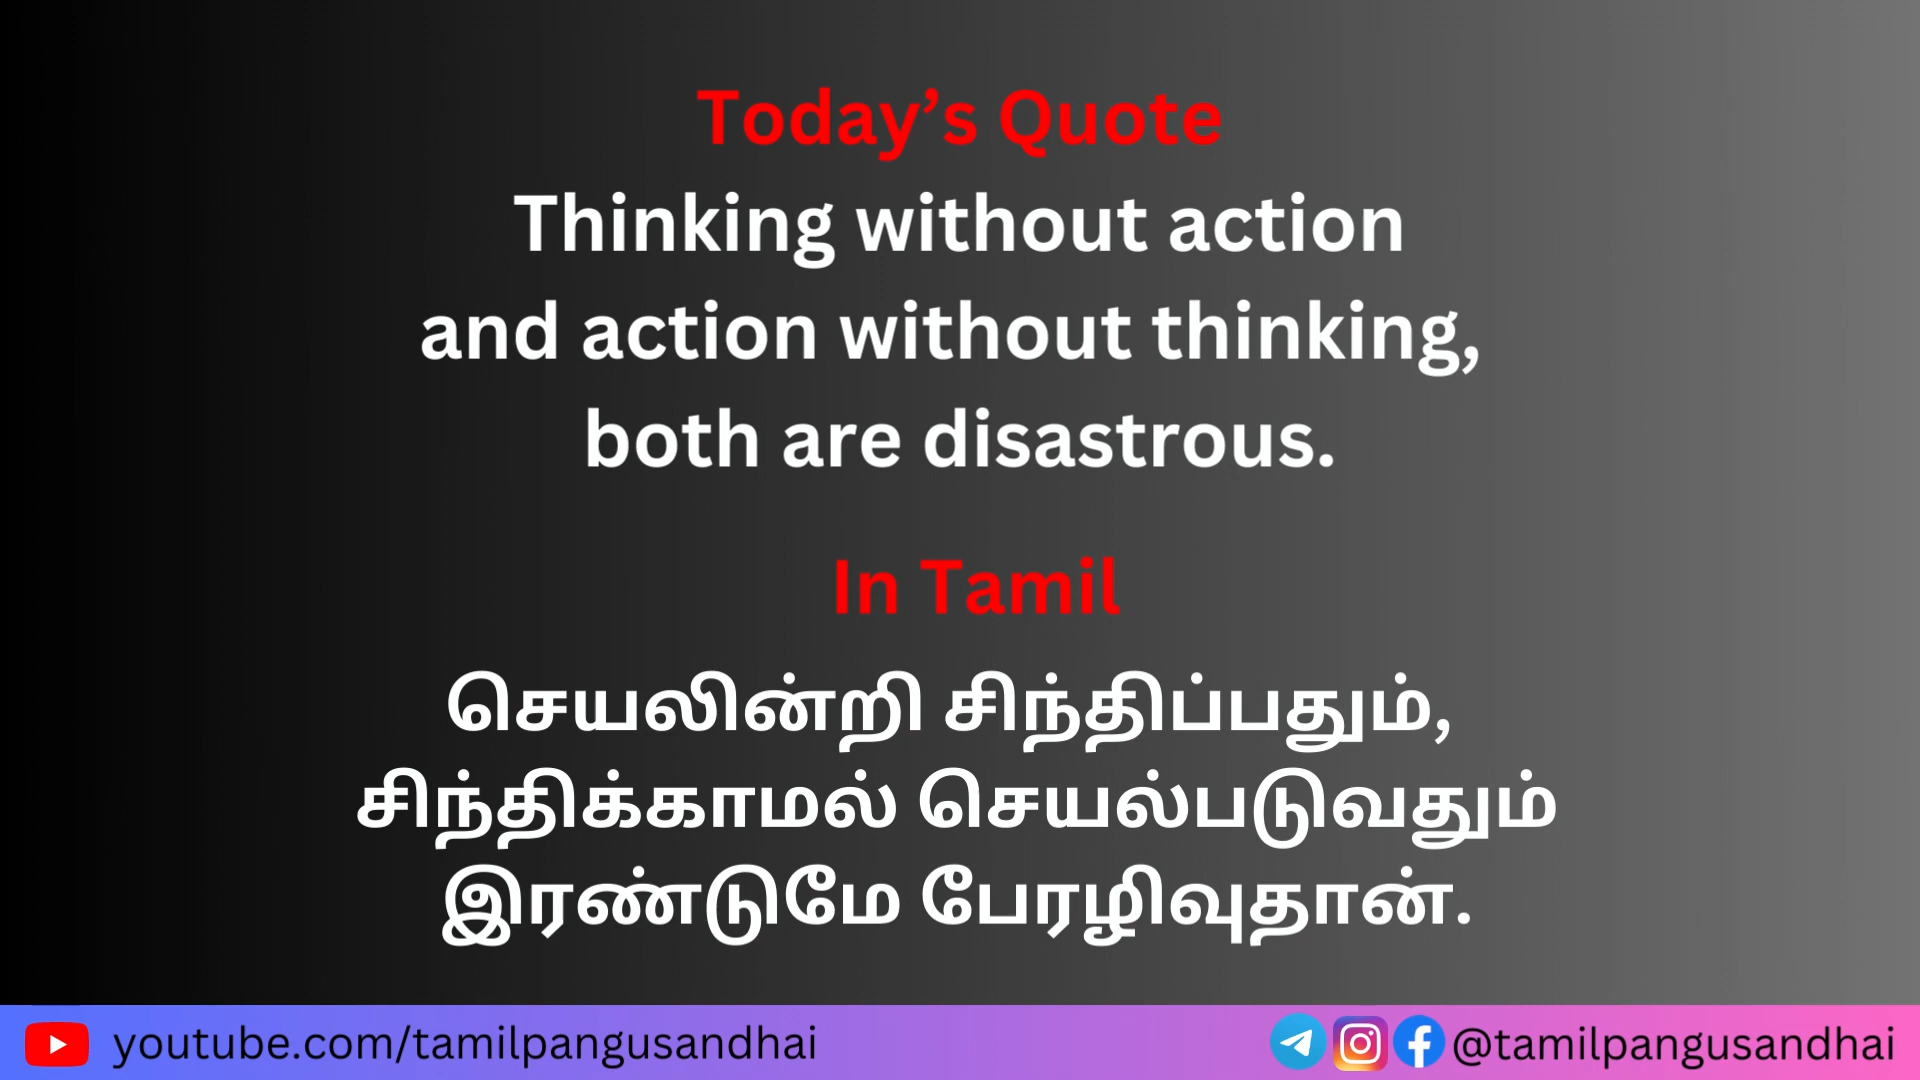 Today’s Quote
Thinking without action
and action without thinking,
both are disastrous.
In Tamil
செயலின்றி சிந்திப்பதும்,
சிந்திக்காமல் செயல்படுவதும்
இரண்டுமே பேரழிவுதான்.
youtube.com/tamilpangusandhai
@tamilpangusandhai